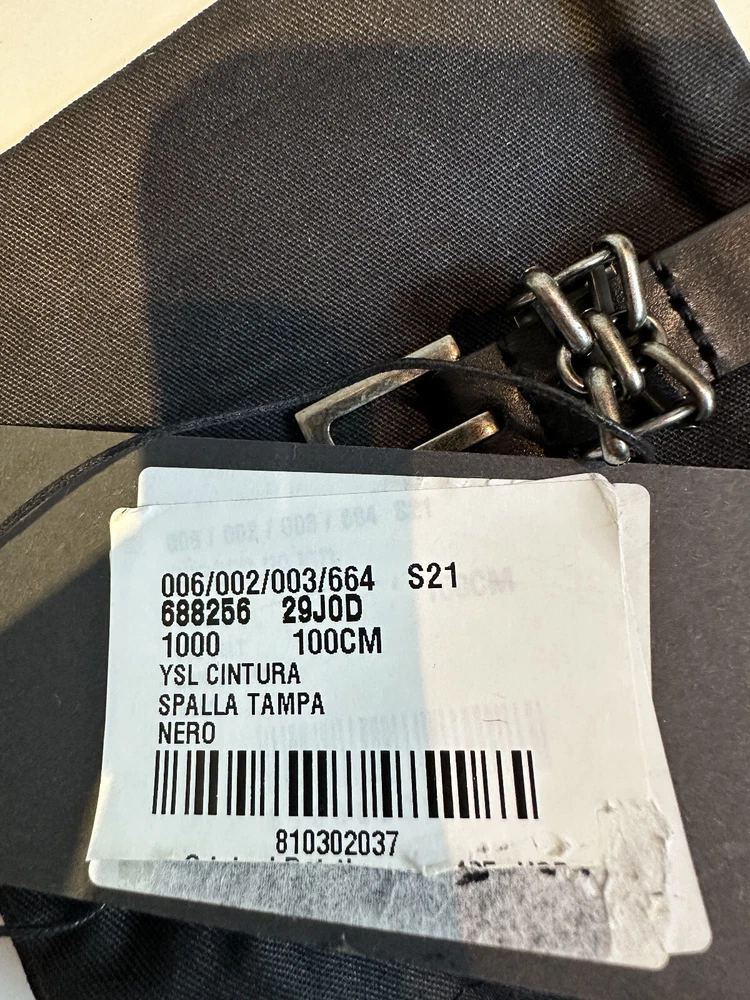 006/002/003/664 S21
688256 29J0D
1000 100CM
YSL CINTURA
SPALLA TAMPA
NERO
810302037